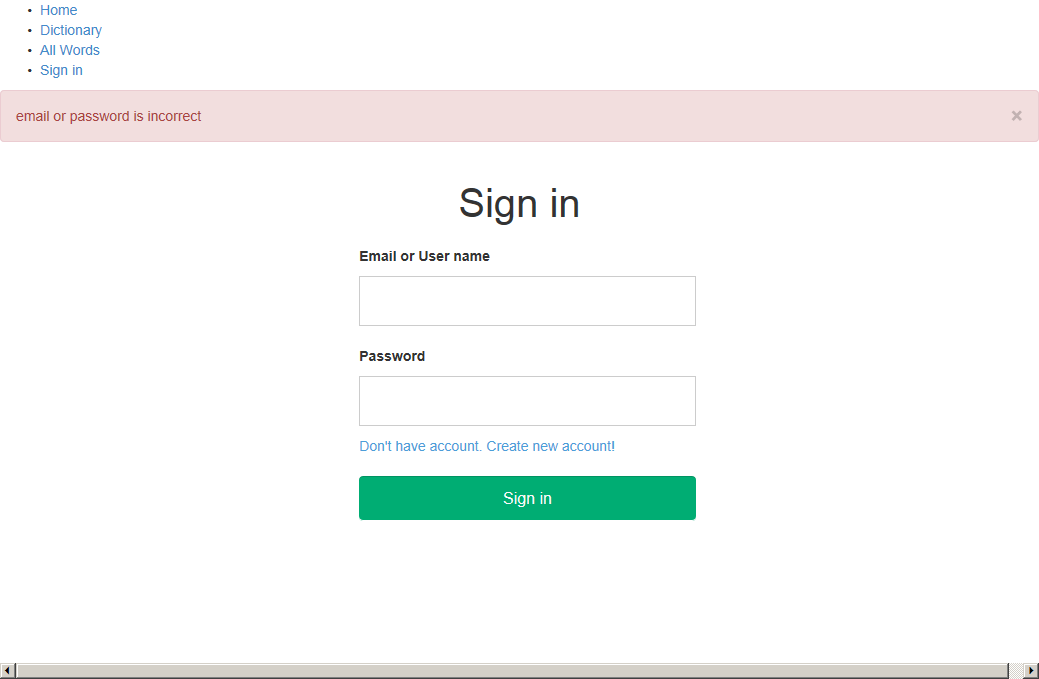 Home
Dictionary
All Words
Sign in
email or password is incorrect ×
Sign in
Email or User name
Password
Don't have account. Create new account!
Sign in